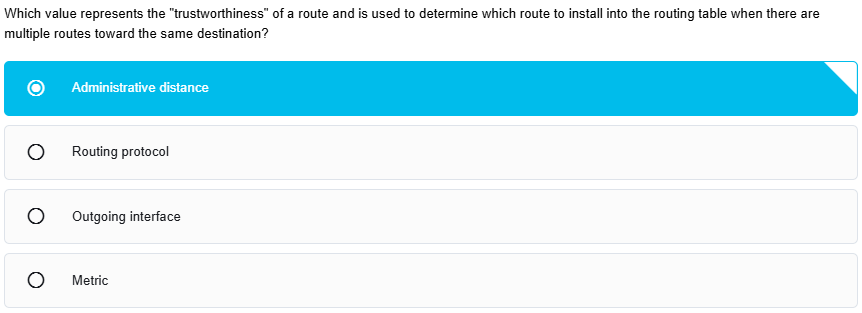 Which value represents the "trustworthiness" of a route and is used to determine which route to install into the routing table when there are
multiple routes toward the same destination?
Administrative distance
Routing protocol
Outgoing interface
Metric